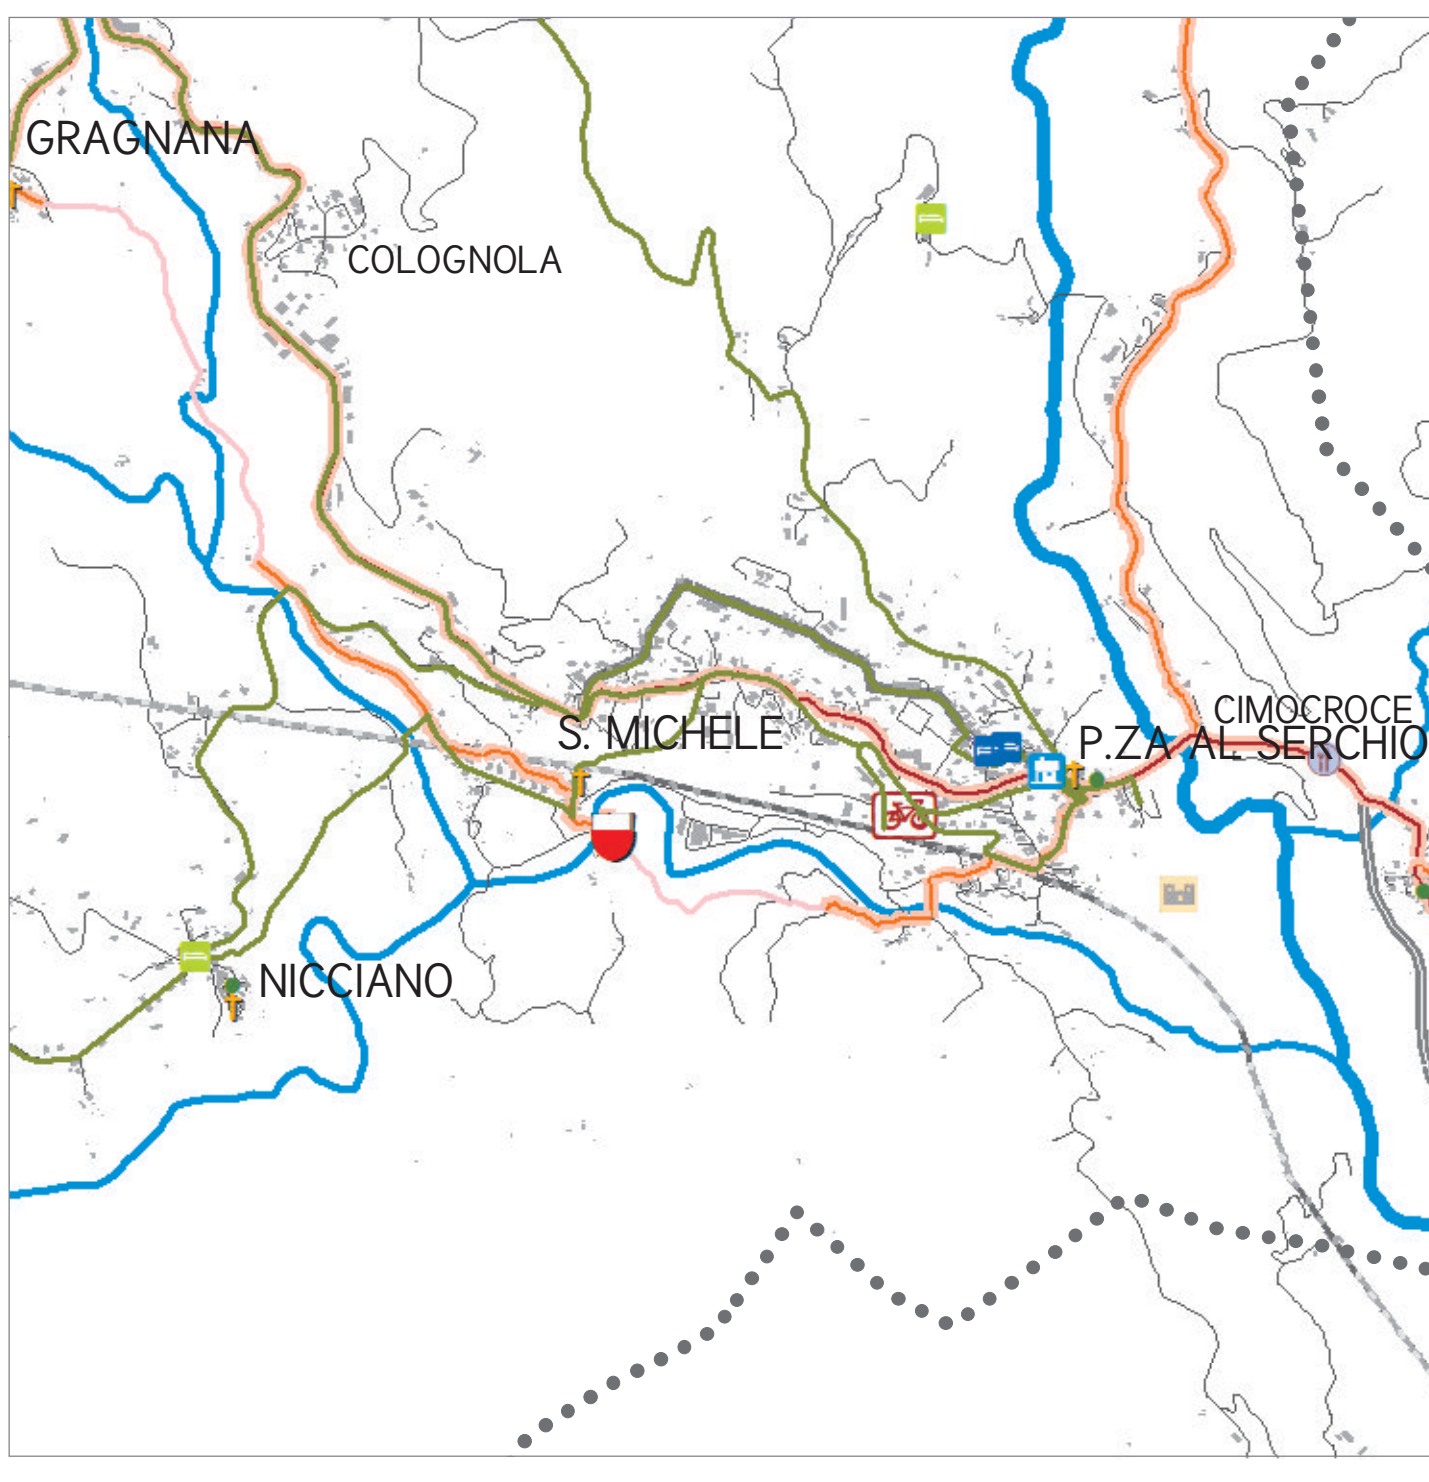 GRAGNANA
COLOGNOLA
CIMOCROCE
S. MICHELE
P.ZA AL SERCHIO
NICCIANO